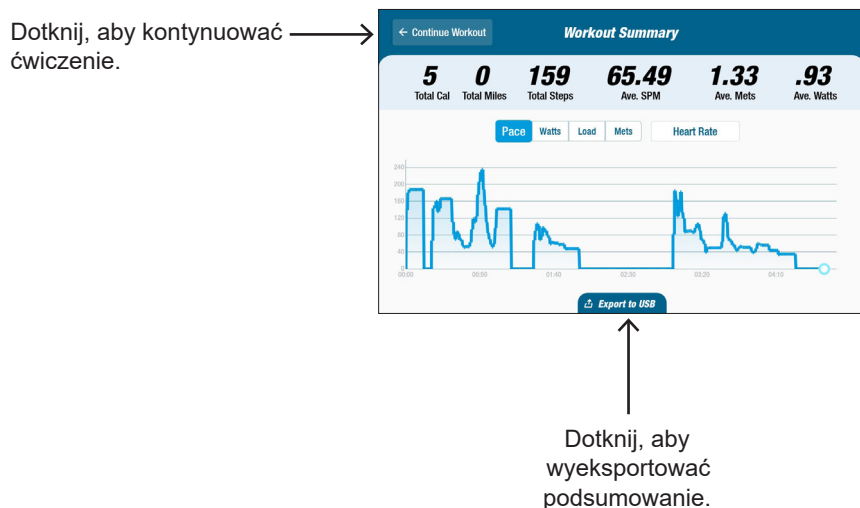 Dotknij, aby kontynuować
ćwiczenie.
← Continue Workout
Workout Summary
5 0 159 65.49 1.33 .93
Total Cal Total Miles Total Steps Ave. SPM Ave. Mets Ave. Watts
Pace Watts Load Mets Heart Rate
240
200
160
120
80
40
0
00:00 00:50 01:40 02:30 03:20 04:10
Export to USB
Dotknij, aby
wyeksportować
podsumowanie.